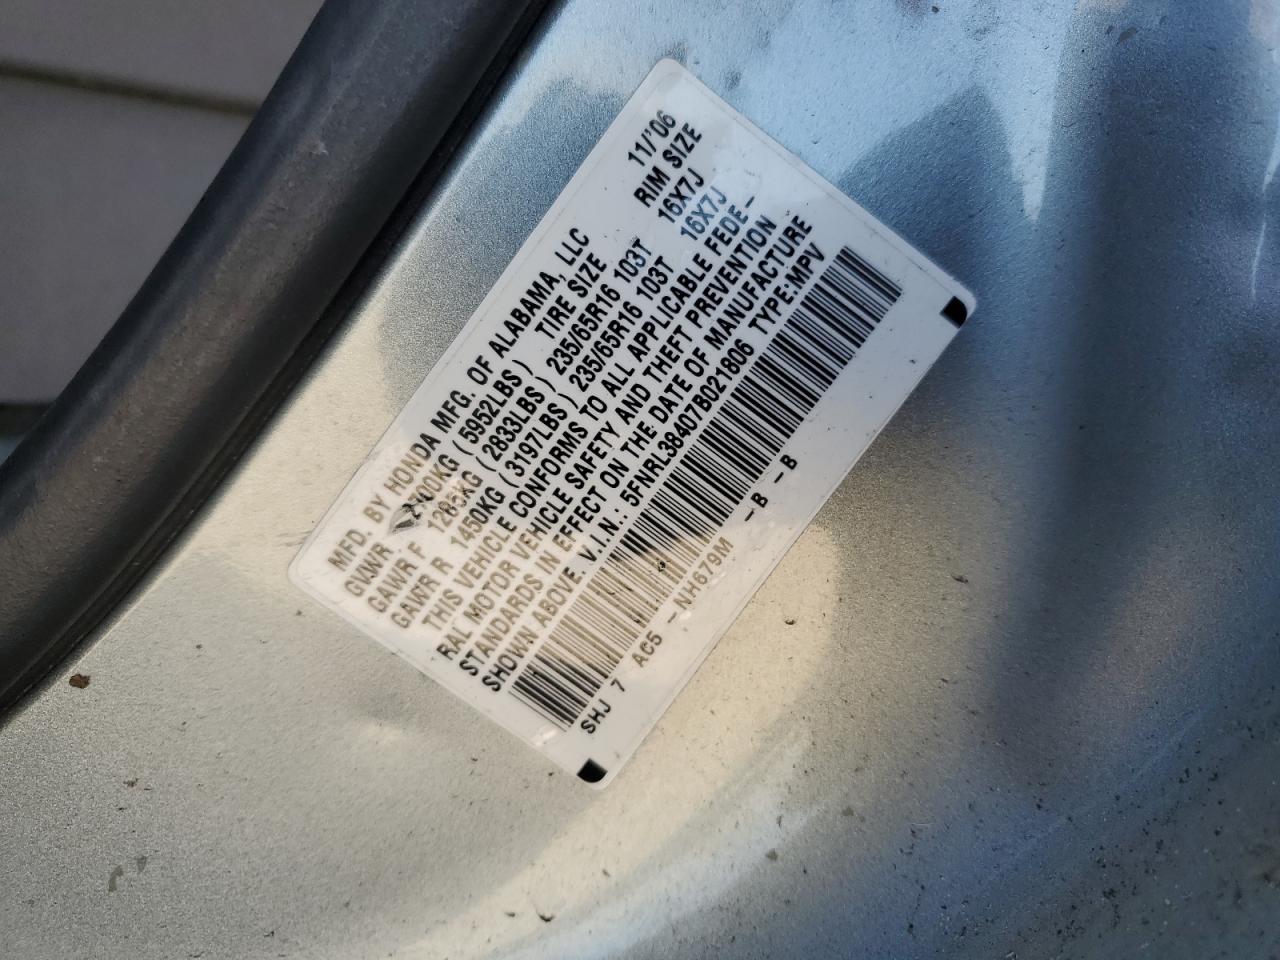 MFD. BY HONDA MFG. OF ALABAMA, LLC 11/'06
GVWR 2700KG (5952LBS) TIRE SIZE RIM SIZE
GAWR F 1285KG (2833LBS) 235/65R16 103T 16X7J
GAWR R 1450KG (3197LBS) 235/65R16 103T 16X7J
THIS VEHICLE CONFORMS TO ALL APPLICABLE FEDE-
RAL MOTOR VEHICLE SAFETY AND THEFT PREVENTION
STANDARDS IN EFFECT ON THE DATE OF MANUFACTURE
SHOWN ABOVE. V.I.N.: 5FNRL38407B021806 TYPE:MPV
SHJ 7 AC5 -NH679M -B -B